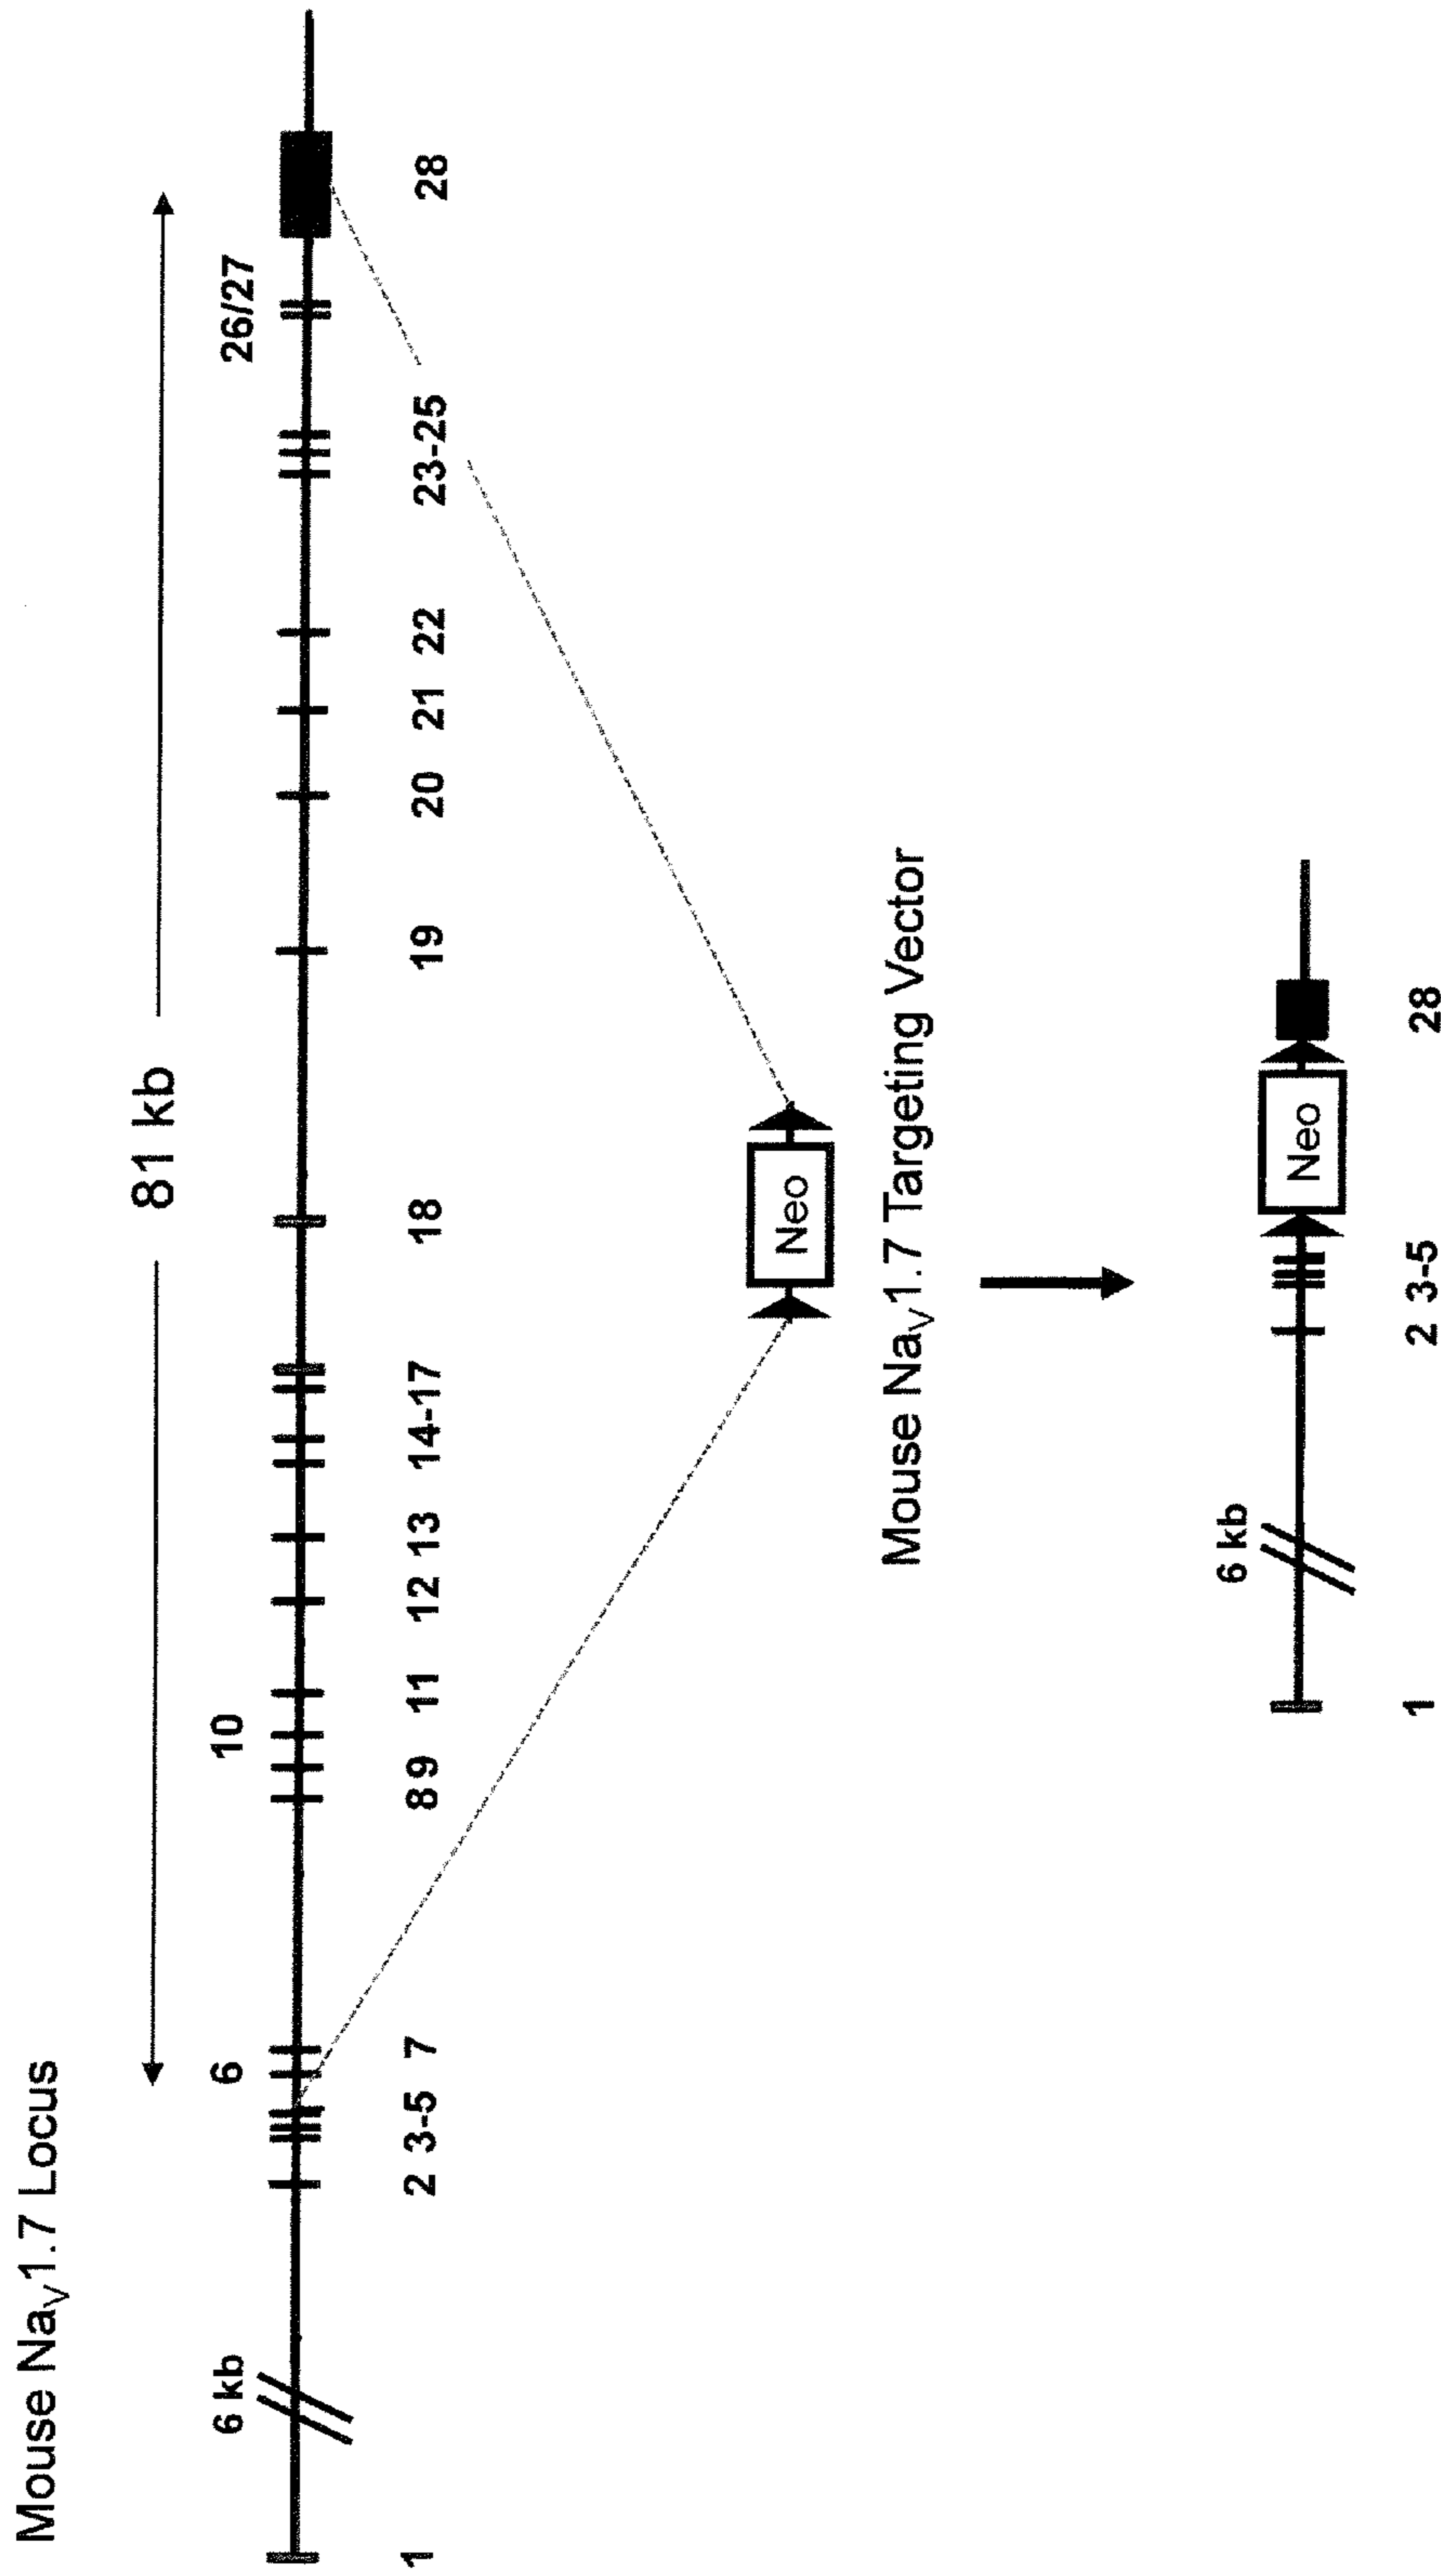 Mouse NaV1.7 Locus
81 kb
6 kb 6 10 26/27
1 2 3-5 7 8 9 11 12 13 14-17 18 19 20 21 22 23-25 28
Neo
Mouse NaV1.7 Targeting Vector
6 kb
Neo
1 2 3-5 28